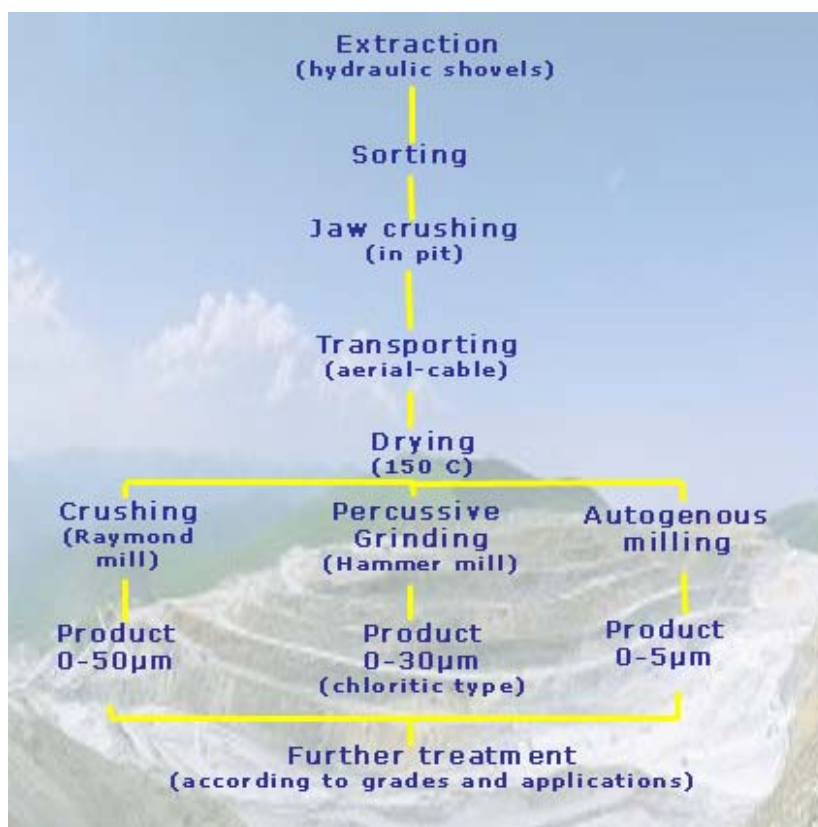 Extraction
(hydraulic shovels)
Sorting
Jaw crushing
(in pit)
Transporting
(aerial-cable)
Drying
(150 C)
Crushing
(Raymond
mill)
Percussive
Grinding
(Hammer mill)
Autogenous
milling
Product
0-50µm
Product
0-30µm
(chloritic type)
Product
0-5µm
Further treatment
(according to grades and applications)